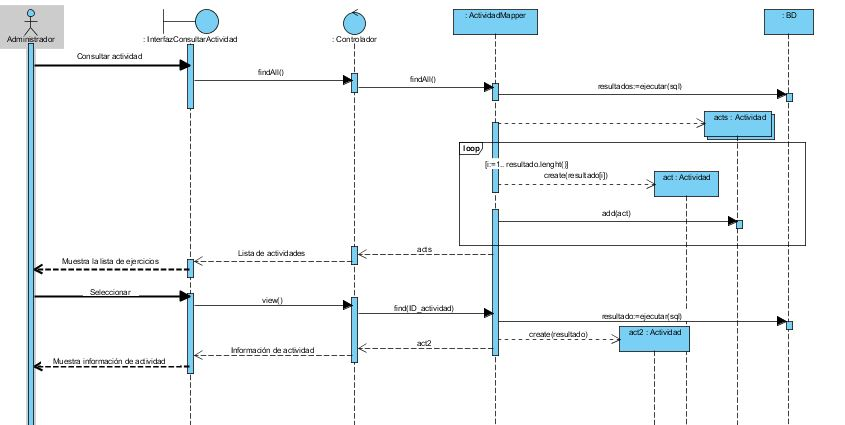 : ActividadMapper
: BD
Administrador
: InterfazConsultarActividad
: Controlador
Consultar actividad
findAll()
findAll()
resultados:=ejecutar(sql)
acts : Actividad
loop
[i:=1.. resultado.lenght()]
create(resultado[i])
act : Actividad
add(act)
acts
Lista de actividades
Muestra la lista de ejercicios
Seleccionar
view()
find(ID_actividad)
resultado:=ejecutar(sql)
create(resultado)
act2 : Actividad
act2
Información de actividad
Muestra información de actividad